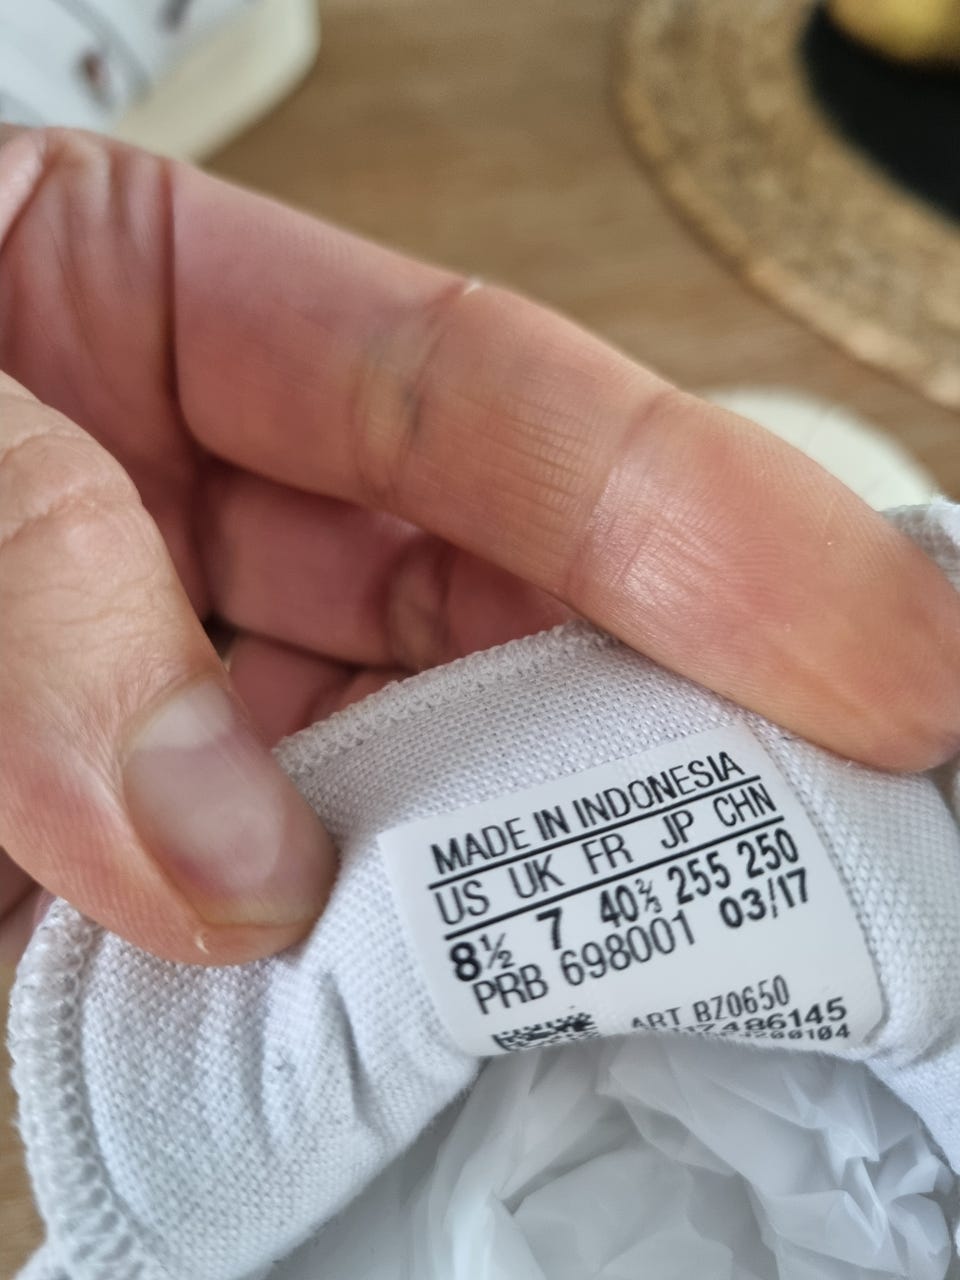 MADE IN INDONESIA
US UK FR JP CHN
8½ 7 40⅔ 255 250
PRB 698001 03/17
ART BZ0650